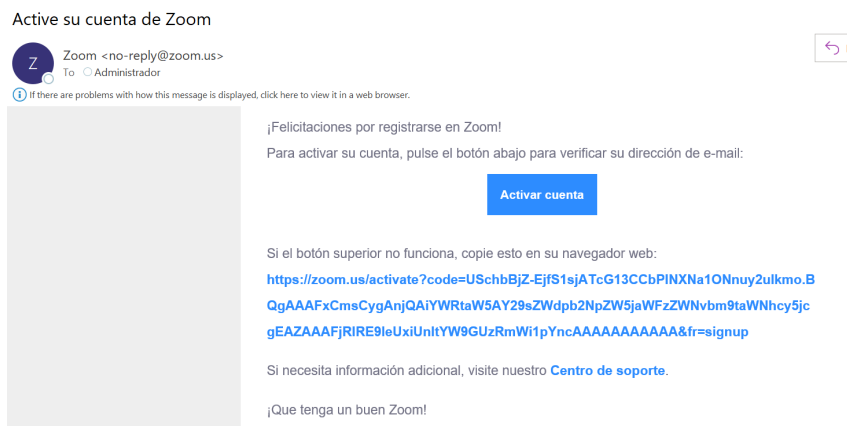 Active su cuenta de Zoom
Z
Zoom <no-reply@zoom.us>
To Administrador
If there are problems with how this message is displayed, click here to view it in a web browser.
¡Felicitaciones por registrarse en Zoom!
Para activar su cuenta, pulse el botón abajo para verificar su dirección de e-mail:
Activar cuenta
Si el botón superior no funciona, copie esto en su navegador web:
https://zoom.us/activate?code=USchbBjZ-EjfS1sjATcG13CCbPINXNa1ONnuy2uIkmo.B
QgAAAFxCmsCygAnjQAiYWRtaW5AY29sZWdpb2NpZW5jaWFzZWNvbm9taWNhcy5jc
gEAZAAAFjRIRE9leUxiUnltYW9GUzRmWi1pYncAAAAAAAAAAA&fr=signup
Si necesita información adicional, visite nuestro Centro de soporte.
¡Que tenga un buen Zoom!